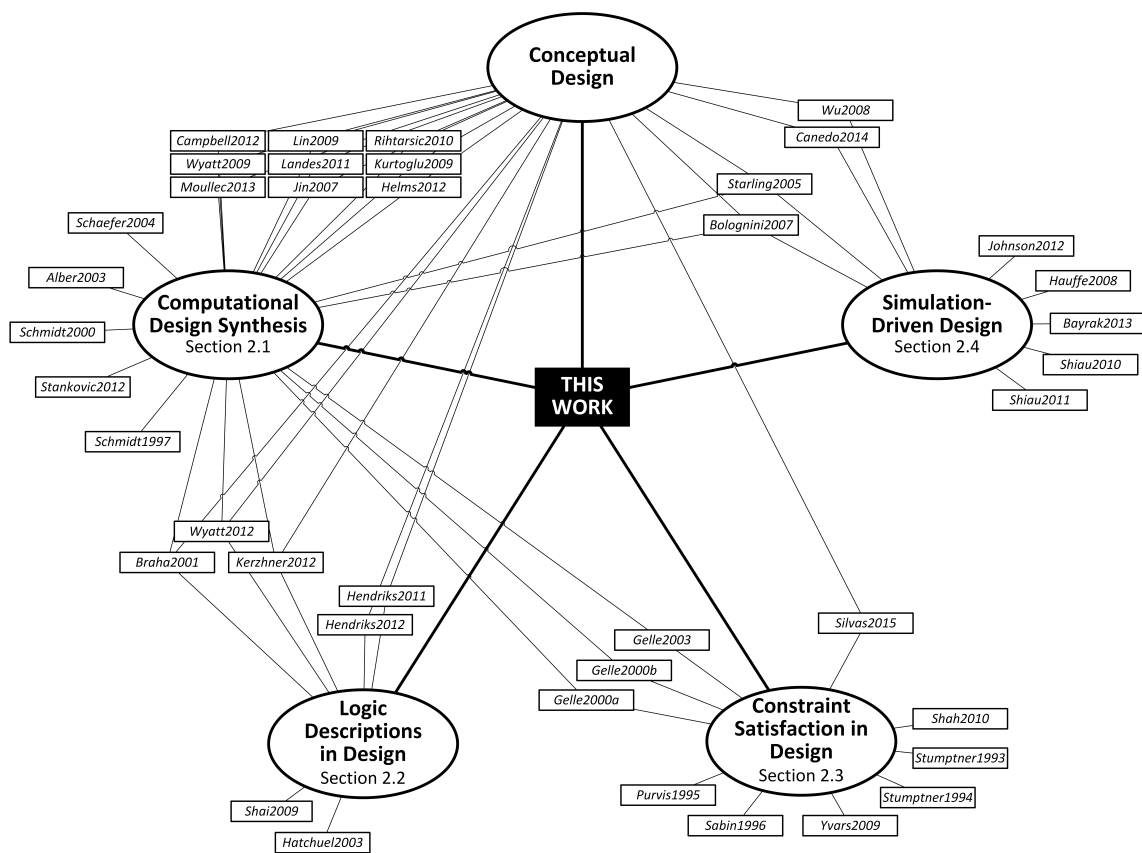 Conceptual
Design
Wu2008
Canedo2014
Campbell2012
Lin2009
Rihtarsic2010
Wyatt2009
Landes2011
Kurtoglu2009
Moullec2013
Jin2007
Helms2012
Starling2005
Bolognini2007
Schaefer2004
Alber2003
Schmidt2000
Stankovic2012
Schmidt1997
Computational
Design Synthesis
Section 2.1
Simulation-
Driven Design
Section 2.4
Johnson2012
Hauffe2008
Bayrak2013
Shiau2010
Shiau2011
THIS
WORK
Wyatt2012
Braha2001
Kerzhner2012
Hendriks2011
Hendriks2012
Gelle2003
Gelle2000b
Gelle2000a
Silvas2015
Logic
Descriptions
in Design
Section 2.2
Shai2009
Hatchuel2003
Constraint
Satisfaction in
Design
Section 2.3
Shah2010
Stumptner1993
Stumptner1994
Purvis1995
Sabin1996
Yvars2009